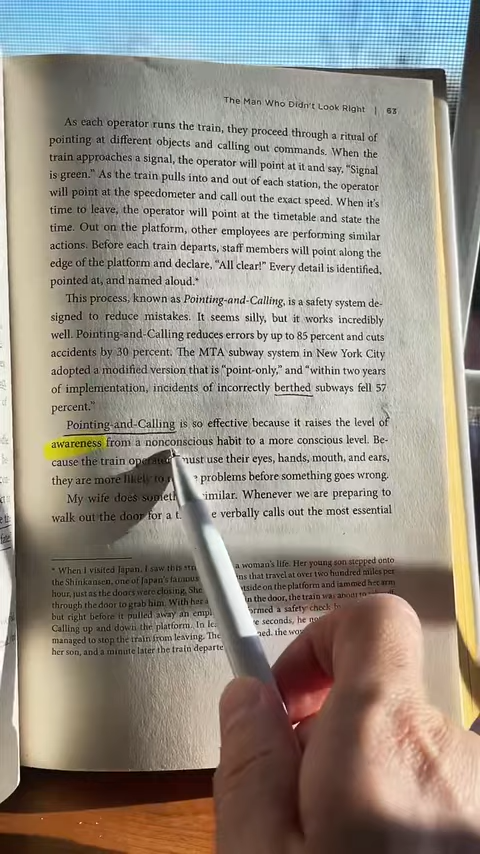 The Man Who Didn't Look Right | 63
As each operator runs the train, they proceed through a ritual of
pointing at different objects and calling out commands. When the
train approaches a signal, the operator will point at it and say, "Signal
is green." As the train pulls into and out of each station, the operator
will point at the speedometer and call out the exact speed. When it's
time to leave, the operator will point at the timetable and state the
time. Out on the platform, other employees are performing similar
actions. Before each train departs, staff members will point along the
edge of the platform and declare, "All clear!" Every detail is identified,
pointed at, and named aloud.*
This process, known as Pointing-and-Calling, is a safety system de-
signed to reduce mistakes. It seems silly, but it works incredibly
well. Pointing-and-Calling reduces errors by up to 85 percent and cuts
accidents by 30 percent. The MTA subway system in New York City
adopted a modified version that is "point-only," and "within two years
of implementation, incidents of incorrectly berthed subways fell 57
percent."
Pointing-and-Calling is so effective because it raises the level of
awareness from a nonconscious habit to a more conscious level. Be-
cause the train must use their eyes, hands, mouth, and ears,
they are more likely to problems before something goes wrong.
My wife does similar. Whenever we are preparing to
walk out the door for a verbally calls out the most essential
* When I visited Japan, I saw this a woman's life. Her young son stepped onto
the Shinkansen, one of Japan's famous that travel at over two hundred miles per
hour, just as the doors were closing. She outside on the platform and jammed her arm
through the door to grab him. With her in the door, the train was about to
but right before it pulled away an a safety check
Calling up and down the platform. In seconds, he
managed to stop the train from leaving. The
her son, and a minute later the train